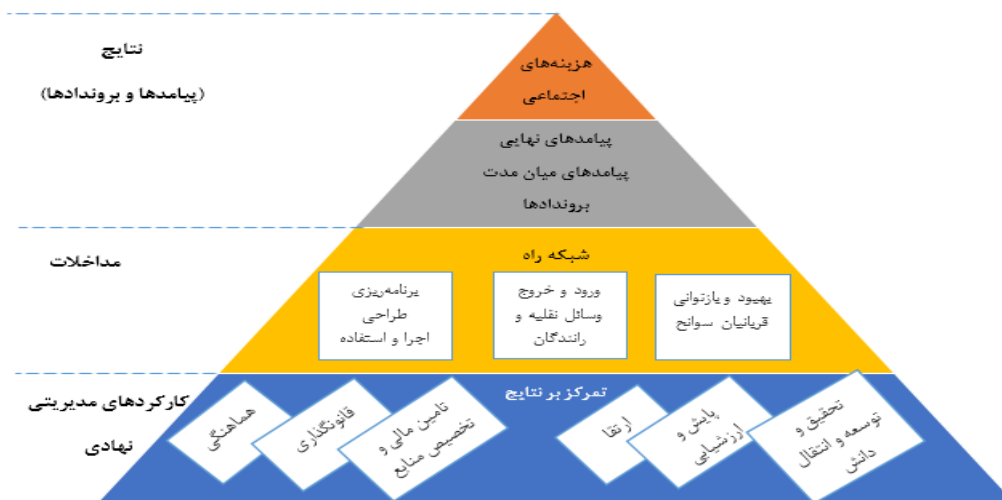 نتایج
(پیامدها و بروندادها)
هزینه‌های
اجتماعی
پیامدهای نهایی
پیامدهای میان مدت
بروندادها
مداخلات
شبکه راه
بهبود و بازتوانی
قربانیان سوانح
ورود و خروج
وسائل نقلیه و
رانندگان
برنامه‌ریزی
طراحی
اجرا و استفاده
کارکردهای مدیریتی
نهادی
تمرکز بر نتایج
تحقیق و
توسعه و انتقال
دانش
پایش و
ارزشیابی
ارتقا
تامین مالی و
تخصیص منابع
قانونگذاری
هماهنگی